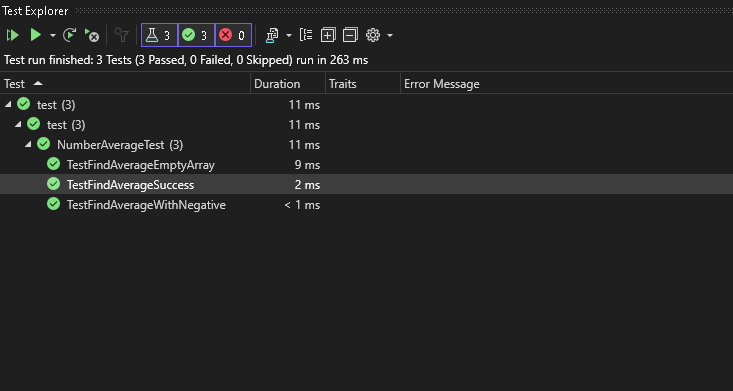 Test Explorer
3 3 0
Test run finished: 3 Tests (3 Passed, 0 Failed, 0 Skipped) run in 263 ms
Test Duration Traits Error Message
test (3) 11 ms
test (3) 11 ms
NumberAverageTest (3) 11 ms
TestFindAverageEmptyArray 9 ms
TestFindAverageSuccess 2 ms
TestFindAverageWithNegative < 1 ms